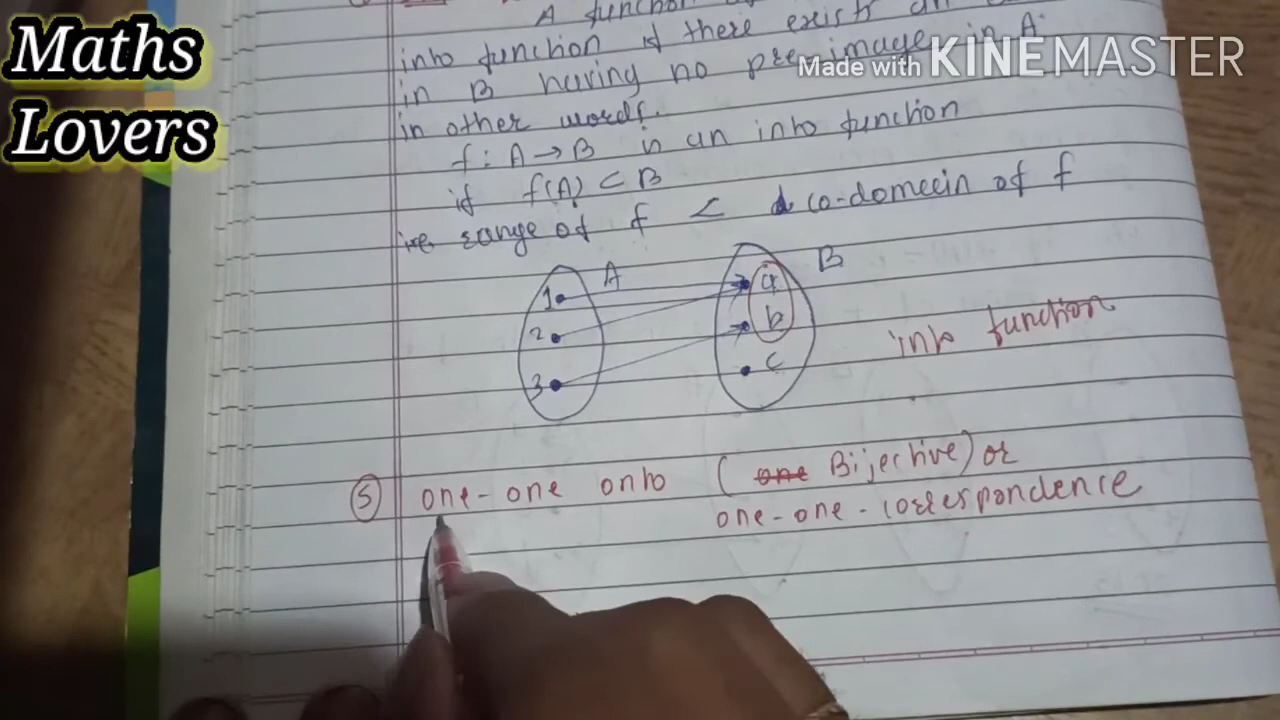 Maths
Lovers
Made with KINEMASTER
A function
into function if there exists an
in B having no pre-image in A.
in other words.
f : A → B is an into function
if f(A) ⊂ B
i.e. range of f < co-domain of f
A
B
1
2
3
a
b
c
into function
5 one-one onto (one Bijective) or
one-one-correspondence